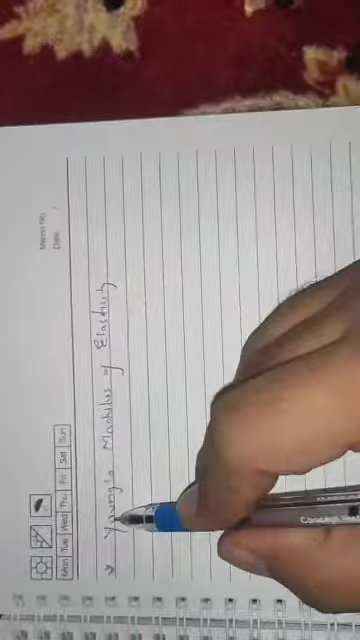 Memo No.
Date / /
Mon Tue Wed Thu Fri Sat Sun
* Young's Modulus of Elasticity